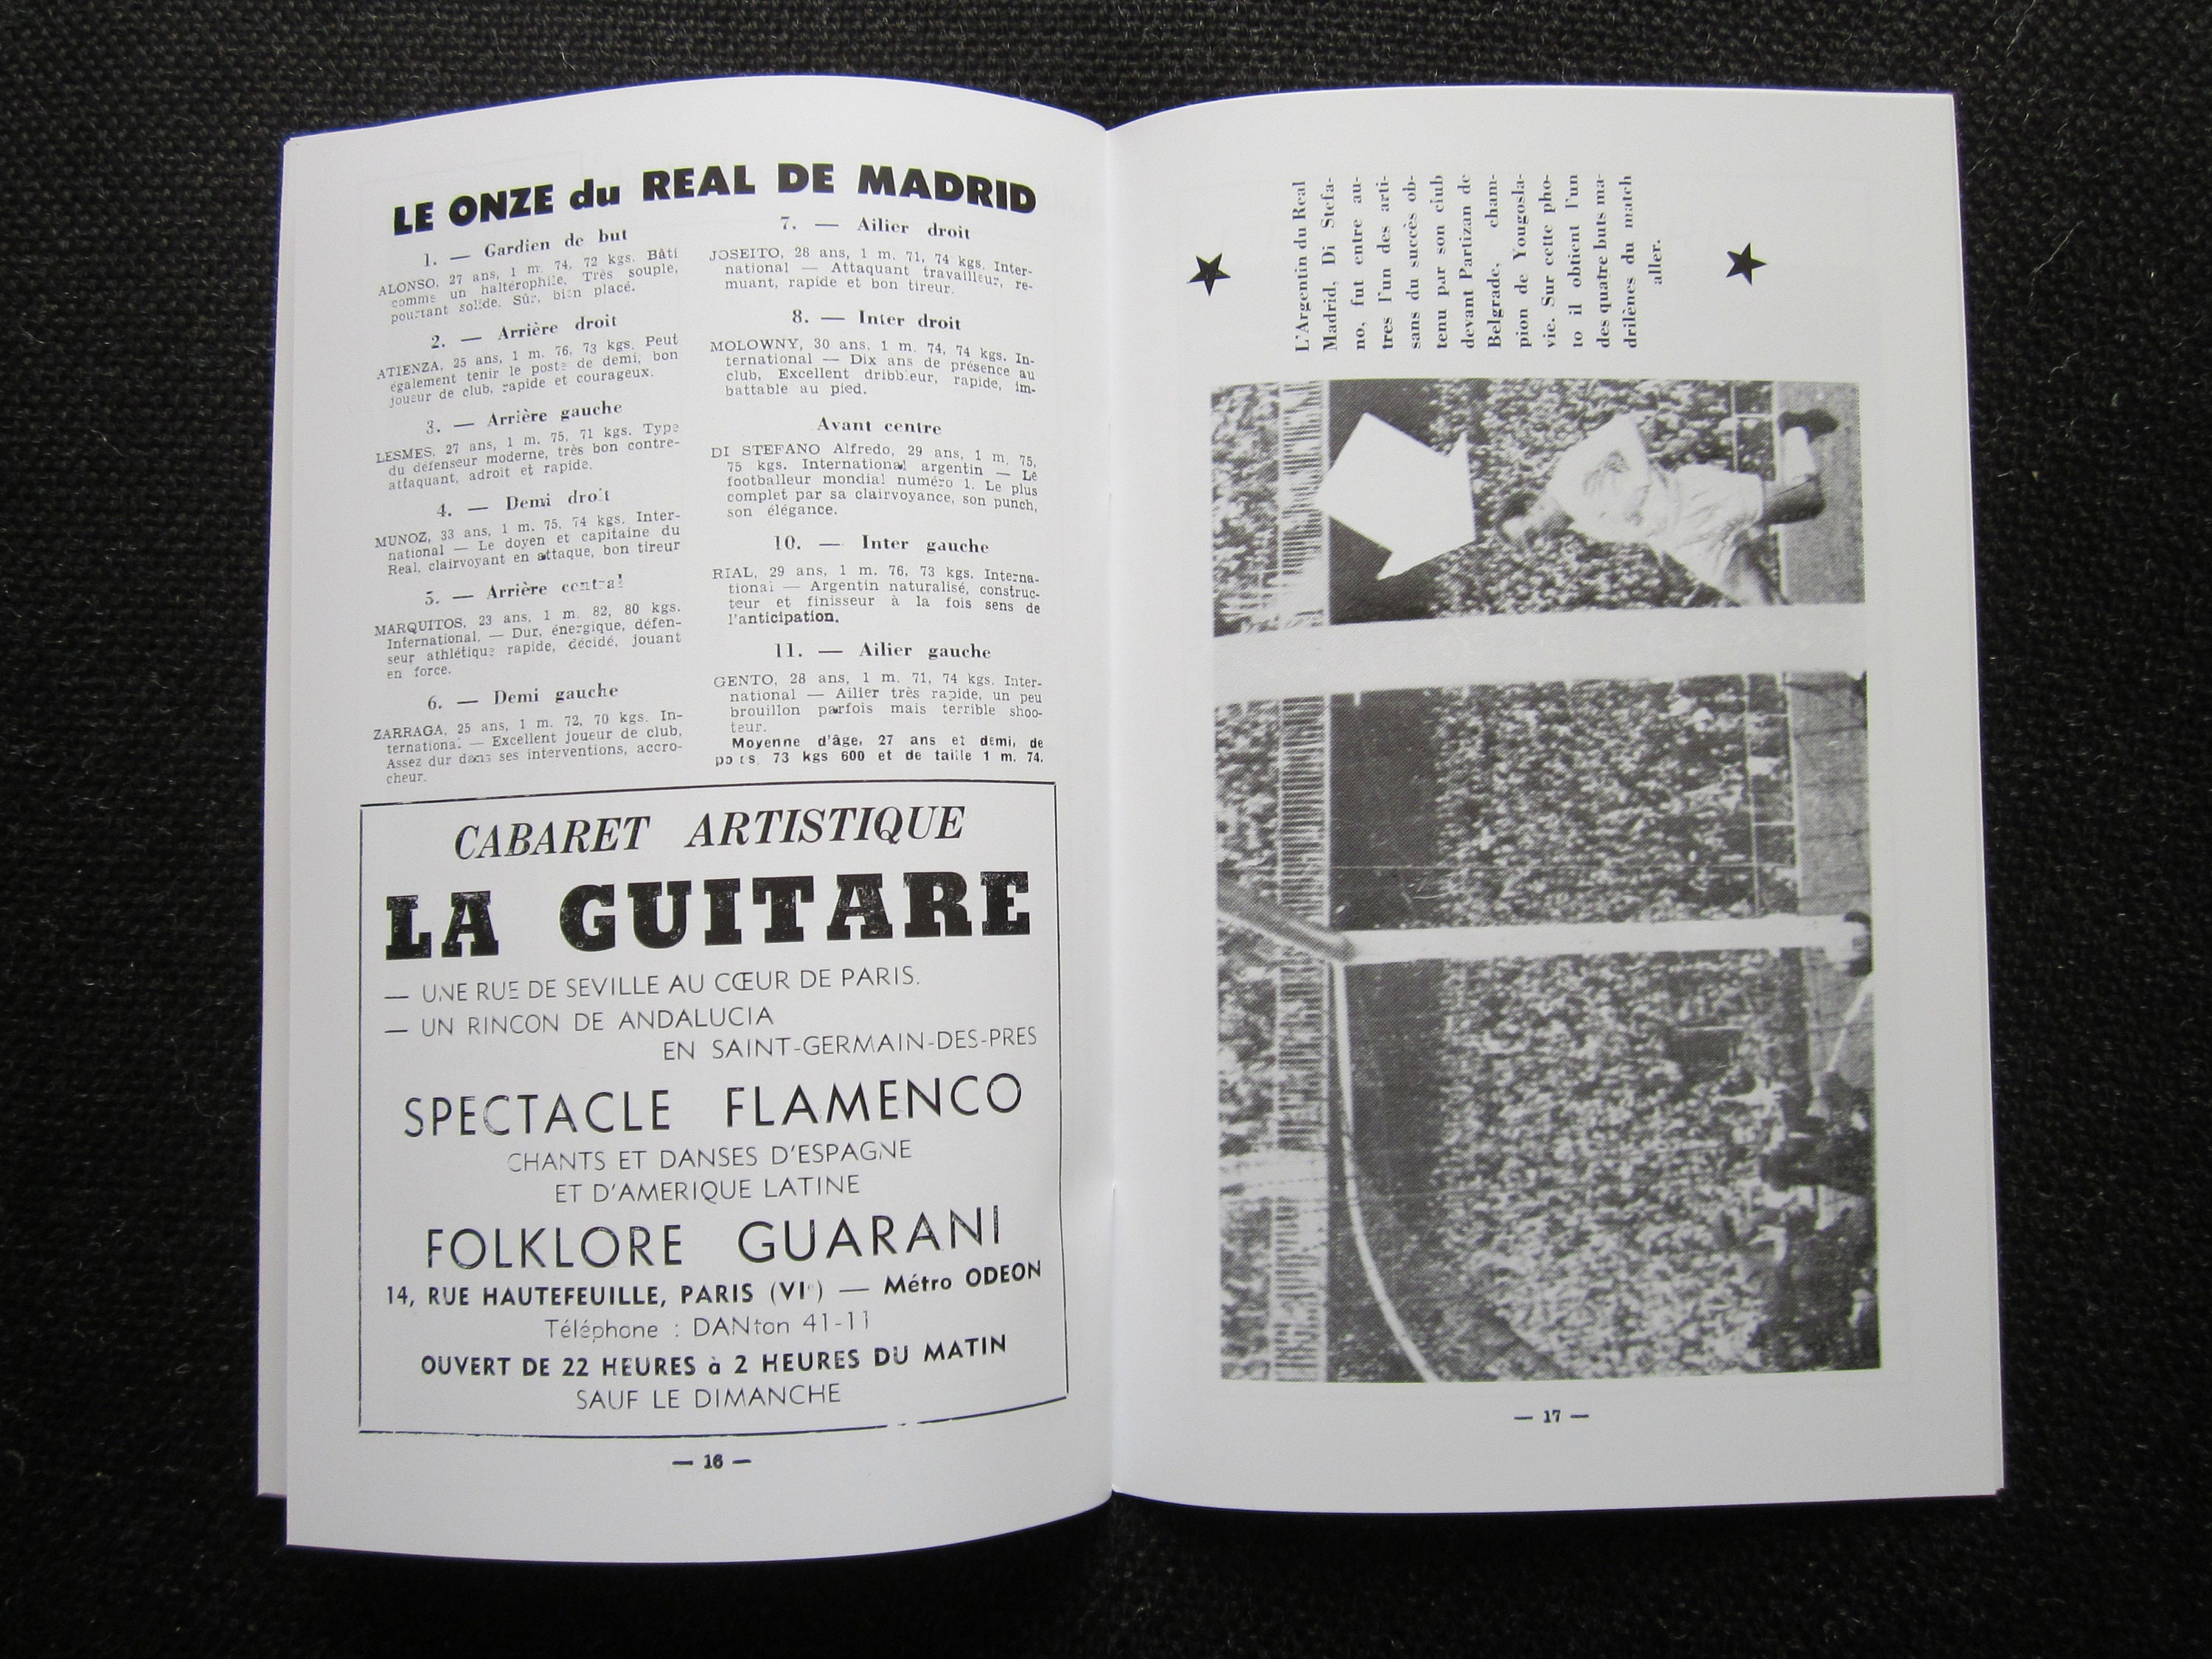 LE ONZE du REAL DE MADRID
1. — Gardien de but
ALONSO, 27 ans, 1 m. 74, 72 kgs. Bâti
comme un haltérophile, Très souple,
pourtant solide. Sûr, bien placé.
2. — Arrière droit
ATIENZA, 25 ans, 1 m. 76, 73 kgs. Peut
également tenir le poste de demi, bon
joueur de club, rapide et courageux.
3. — Arrière gauche
LESMES, 27 ans, 1 m. 75, 71 kgs. Type
du défenseur moderne, très bon contre-
attaquant, adroit et rapide.
4. — Demi droit
MUNOZ, 33 ans, 1 m. 75, 74 kgs. Inter-
national — Le doyen et capitaine du
Real, clairvoyant en attaque, bon tireur
5. — Arrière central
MARQUITOS, 23 ans, 1 m. 82, 80 kgs.
International. — Dur, énergique, défen-
seur athlétique rapide, décidé, jouant
en force.
6. — Demi gauche
ZARRAGA, 25 ans, 1 m. 72, 70 kgs. In-
ternational — Excellent joueur de club,
Assez dur dans ses interventions, accro-
cheur.
7. — Ailier droit
JOSEITO, 28 ans, 1 m. 71, 74 kgs. Inter-
national — Attaquant travailleur, re-
muant, rapide et bon tireur.
8. — Inter droit
MOLOWNY, 30 ans, 1 m. 74, 74 kgs. In-
ternational — Dix ans de présence au
club, Excellent dribbleur, rapide, im-
battable au pied.
Avant centre
DI STEFANO Alfredo, 29 ans, 1 m. 75,
75 kgs. International argentin — Le
footballeur mondial numéro 1. Le plus
complet par sa clairvoyance, son punch,
son élégance.
10. — Inter gauche
RIAL, 29 ans, 1 m. 76, 73 kgs. Interna-
tional — Argentin naturalisé, construc-
teur et finisseur à la fois sens de
l'anticipation.
11. — Ailier gauche
GENTO, 28 ans, 1 m. 71, 74 kgs. Inter-
national — Ailier très rapide, un peu
brouillon parfois mais terrible shoo-
teur.
Moyenne d'âge, 27 ans et demi, de
poids, 73 kgs 600 et de taille 1 m. 74.
CABARET ARTISTIQUE
LA GUITARE
— UNE RUE DE SEVILLE AU CŒUR DE PARIS.
— UN RINCON DE ANDALUCIA
EN SAINT-GERMAIN-DES-PRES
SPECTACLE FLAMENCO
CHANTS ET DANSES D'ESPAGNE
ET D'AMERIQUE LATINE
FOLKLORE GUARANI
14, RUE HAUTEFEUILLE, PARIS (VIe) — Métro ODEON
Téléphone : DANton 41-11
OUVERT DE 22 HEURES à 2 HEURES DU MATIN
SAUF LE DIMANCHE
— 16 —
L'Argentin du Real
Madrid, Di Stefa-
no, fut entre au-
tres l'un des arti-
sans du succès ob-
tenu par son club
devant Partizan de
Belgrade, cham-
pion de Yougosla-
vie. Sur cette pho-
to il obtient l'un
des quatre buts ma-
drilènes du match
aller.
— 17 —